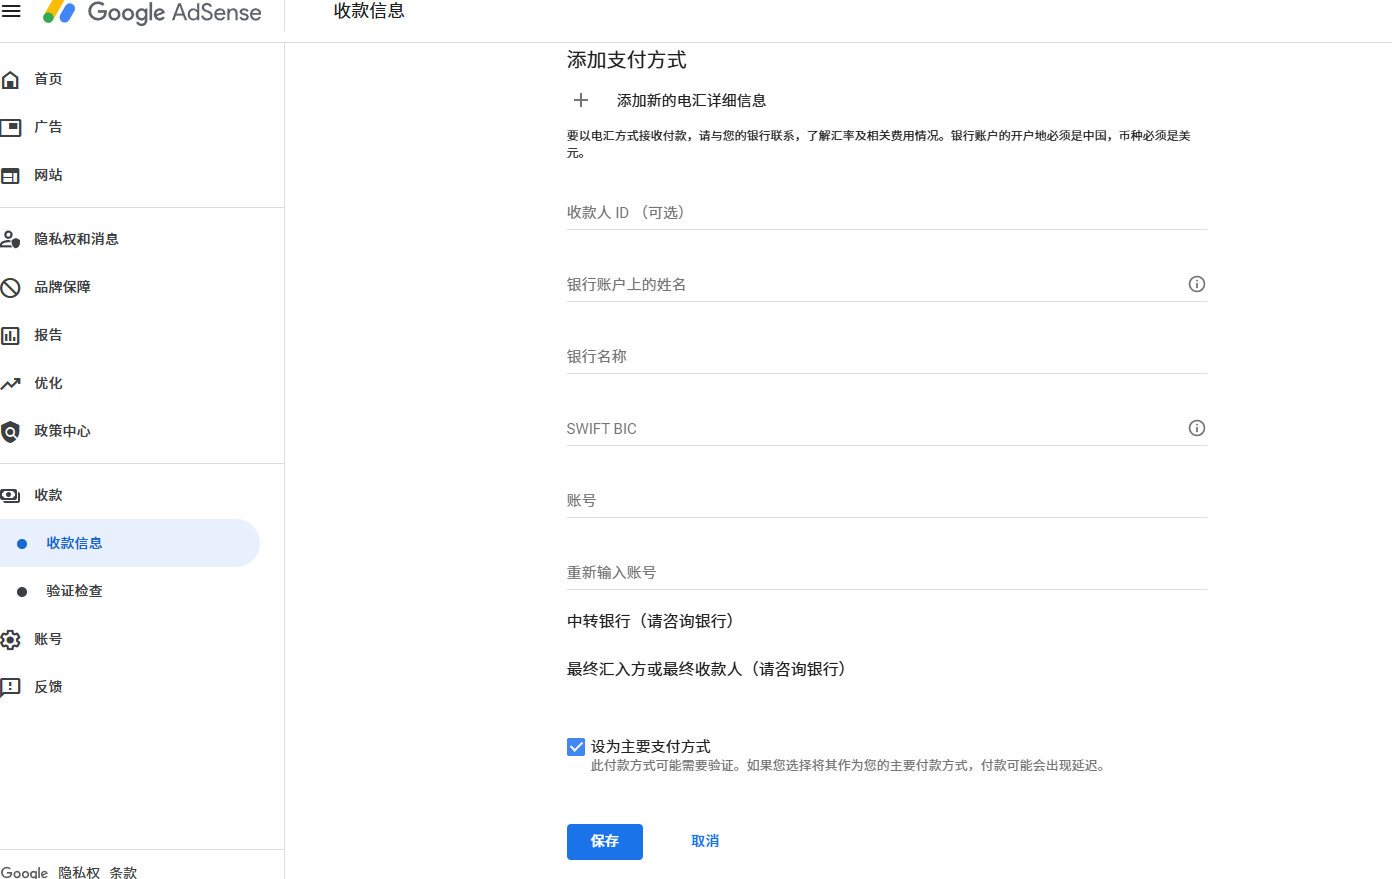 Google AdSense
收款信息
首页
广告
网站
隐私权和消息
品牌保障
报告
优化
政策中心
收款
收款信息
验证检查
账号
反馈
Google 隐私权 条款
添加支付方式
添加新的电汇详细信息
要以电汇方式接收付款，请与您的银行联系，了解汇率及相关费用情况。银行账户的开户地必须是中国，币种必须是美
元。
收款人 ID （可选）
银行账户上的姓名
银行名称
SWIFT BIC
账号
重新输入账号
中转银行（请咨询银行）
最终汇入方或最终收款人（请咨询银行）
设为主要支付方式
此付款方式可能需要验证。如果您选择将其作为您的主要付款方式，付款可能会出现延迟。
保存
取消